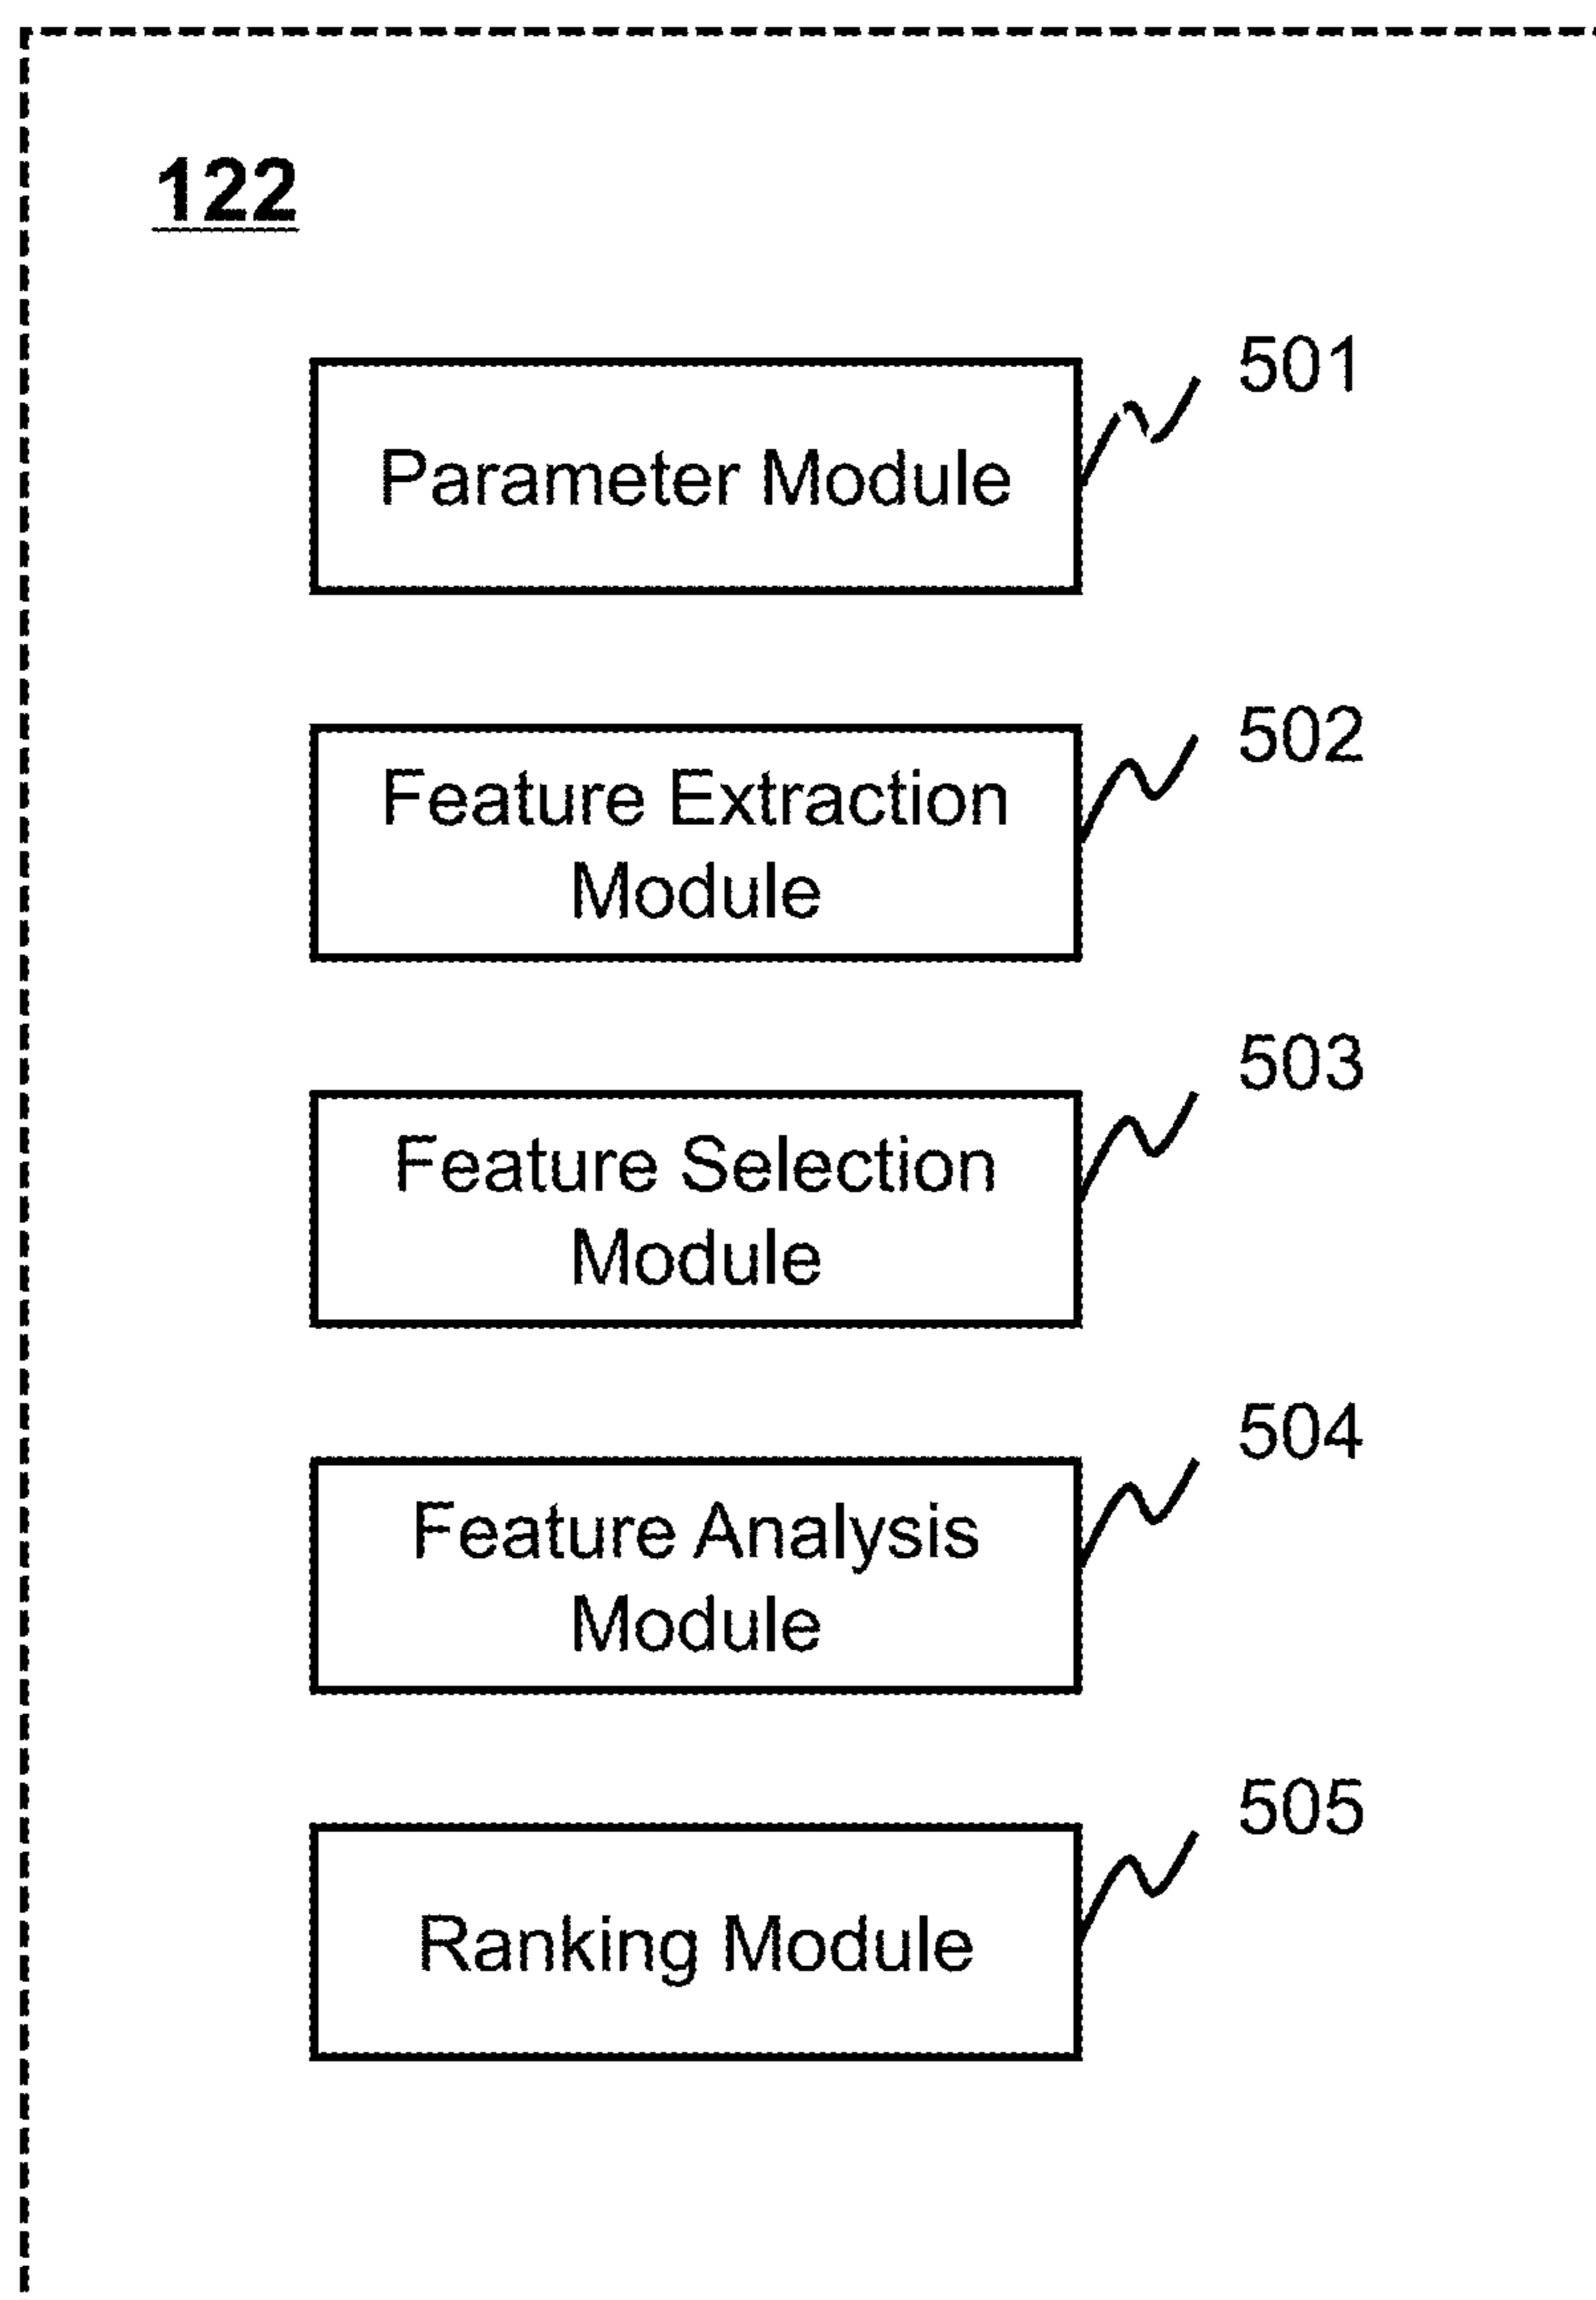 122
501
Parameter Module
502
Feature Extraction
Module
503
Feature Selection
Module
504
Feature Analysis
Module
505
Ranking Module